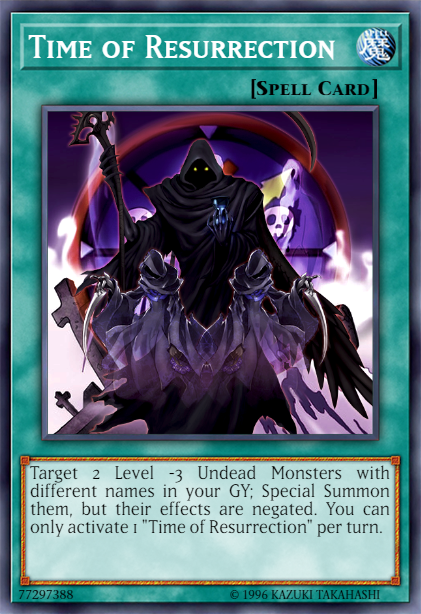 Time of Resurrection
魔
[Spell Card]
Target 2 Level -3 Undead Monsters with
different names in your GY; Special Summon
them, but their effects are negated. You can
only activate 1 "Time of Resurrection" per turn.
77297388
© 1996 KAZUKI TAKAHASHI